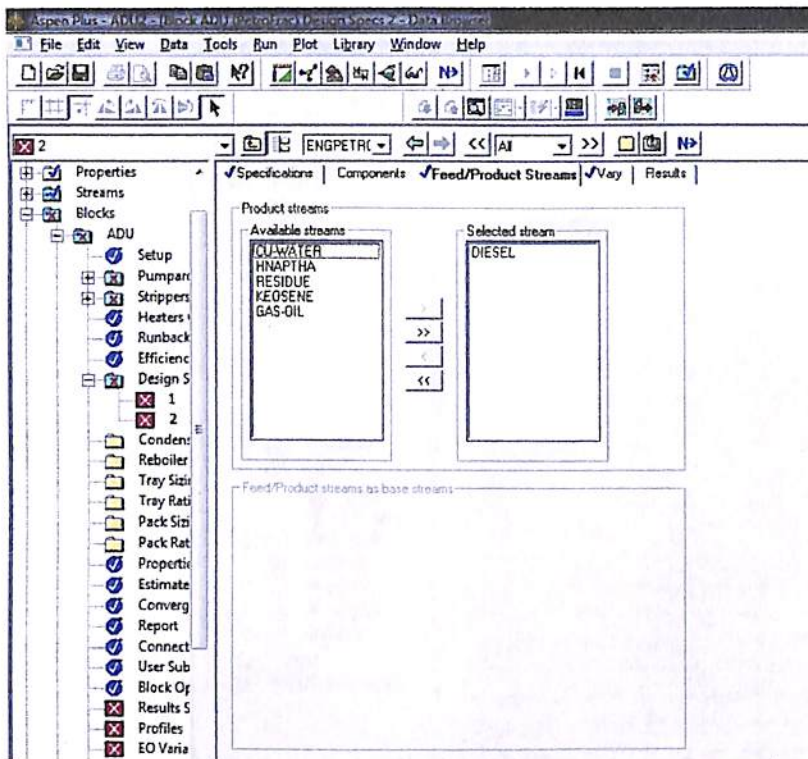 Aspen Plus - ADU2 - [Block ADU (PetroFrac) Design Specs 2 - Data Browser]
File Edit View Data Tools Run Plot Library Window Help
N>
2 ENGPETRO << All >> N>
Specifications Components Feed/Product Streams Vary Results
Properties
Streams
Blocks
ADU
Setup
Pumparo
Strippers
Heaters
Runback
Efficienc
Design S
1
2
Condens
Reboiler
Tray Sizin
Tray Rati
Pack Sizi
Pack Rat
Propertie
Estimate
Converg
Report
Connect
User Sub
Block Op
Results S
Profiles
EO Varia
Product streams
Available streams
CU-WATER
HNAPTHA
RESIDUE
KEOSENE
GAS-OIL
>
>>
<
<<
Selected stream
DIESEL
Feed/Product streams as base streams